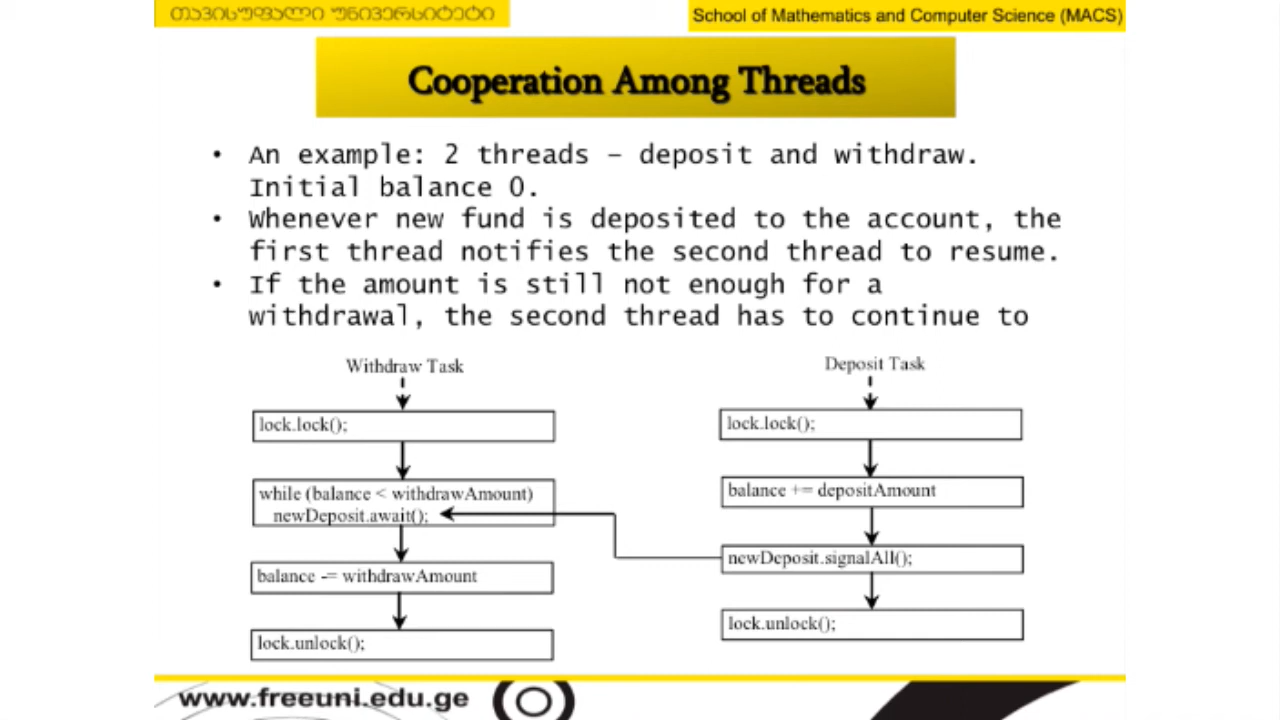 თავისუფალი უნივერსიტეტი
School of Mathematics and Computer Science (MACS)
Cooperation Among Threads
• An example: 2 threads – deposit and withdraw.
Initial balance 0.
• Whenever new fund is deposited to the account, the
first thread notifies the second thread to resume.
• If the amount is still not enough for a
withdrawal, the second thread has to continue to
Withdraw Task
lock.lock();
while (balance < withdrawAmount)
newDeposit.await();
balance -= withdrawAmount
lock.unlock();
Deposit Task
lock.lock();
balance += depositAmount
newDeposit.signalAll();
lock.unlock();
www.freeuni.edu.ge